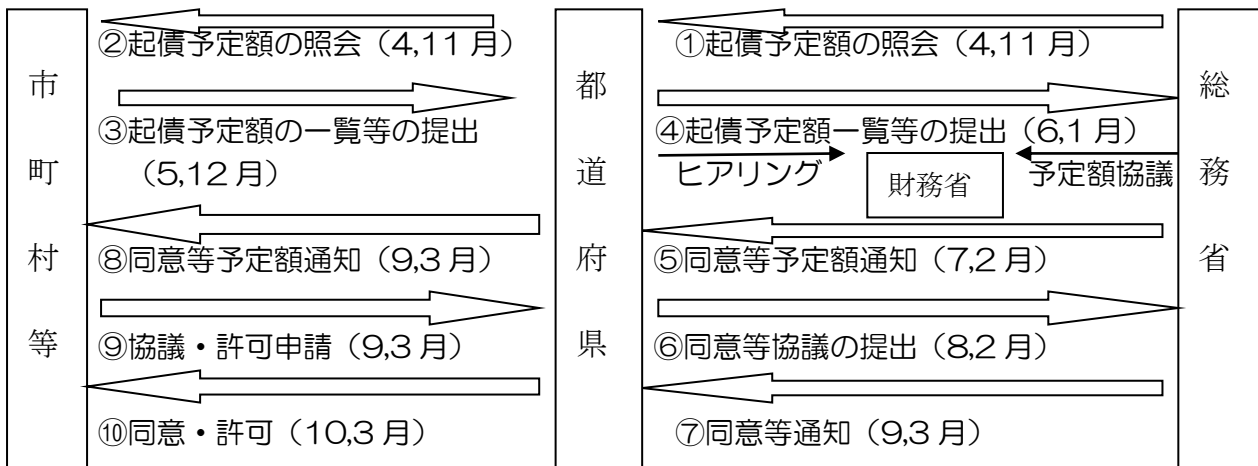 市町村等
②起債予定額の照会（4,11 月）
③起債予定額の一覧等の提出
（5,12 月）
⑧同意等予定額通知（9,3 月）
⑨協議・許可申請（9,3 月）
⑩同意・許可（10,3 月）
都道府県
①起債予定額の照会（4,11 月）
④起債予定額一覧等の提出（6,1 月）
ヒアリング
財務省
予定額協議
⑤同意等予定額通知（7,2 月）
⑥同意等協議の提出（8,2 月）
⑦同意等通知（9,3 月）
総務省